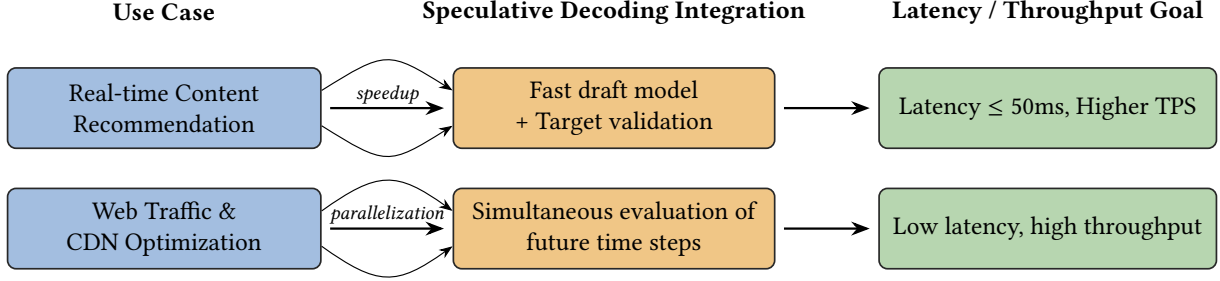 Use Case
Speculative Decoding Integration
Latency / Throughput Goal
Real-time Content
Recommendation
speedup
Fast draft model
+ Target validation
Latency ≤ 50ms, Higher TPS
Web Traffic &
CDN Optimization
parallelization
Simultaneous evaluation of
future time steps
Low latency, high throughput